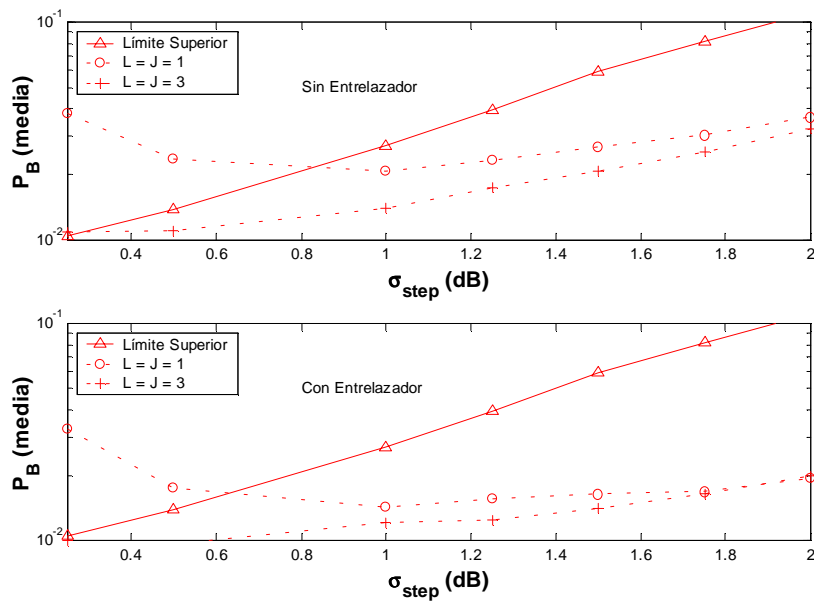 10^-1
Límite Superior
L = J = 1
L = J = 3
Sin Entrelazador
P_B (media)
10^-2
0.4 0.6 0.8 1 1.2 1.4 1.6 1.8 2
σ_step (dB)
10^-1
Límite Superior
L = J = 1
L = J = 3
Con Entrelazador
P_B (media)
10^-2
0.4 0.6 0.8 1 1.2 1.4 1.6 1.8 2
σ_step (dB)